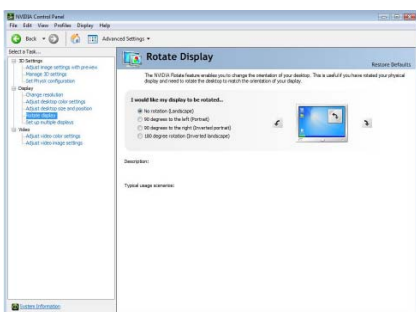 NVIDIA Control Panel
File Edit View Profiles Display Help
Back Advanced Settings
Select a Task...
3D Settings
Adjust image settings with preview
Manage 3D settings
Set PhysX configuration
Display
Change resolution
Adjust desktop color settings
Adjust desktop size and position
Rotate display
Set up multiple displays
Video
Adjust video color settings
Adjust video image settings
System Information
Rotate Display
Restore Defaults
The NVIDIA Rotate feature enables you to change the orientation of your desktop. This is useful if you have rotated your physical
display and need to rotate the desktop to match the orientation of your display.
I would like my display to be rotated...
No rotation (Landscape)
90 degrees to the left (Portrait)
90 degrees to the right (Inverted portrait)
180 degree rotation (Inverted landscape)
Description:
Typical usage scenarios: